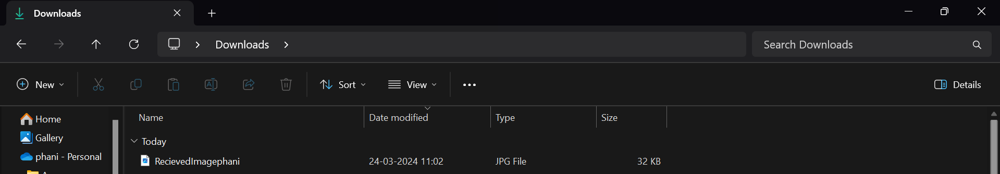 Downloads
Downloads
Search Downloads
New
Sort
View
Details
Home
Gallery
phani - Personal
Name
Date modified
Type
Size
Today
RecievedImagephani
24-03-2024 11:02
JPG File
32 KB